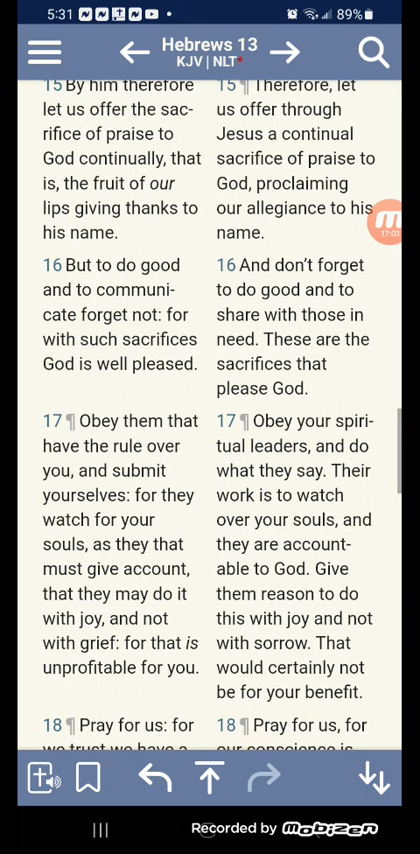 5:31
89%
Hebrews 13
KJV | NLT*
15 By him therefore
let us offer the sac-
rifice of praise to
God continually, that
is, the fruit of our
lips giving thanks to
his name.
16 But to do good
and to communi-
cate forget not: for
with such sacrifices
God is well pleased.
17 ¶ Obey them that
have the rule over
you, and submit
yourselves: for they
watch for your
souls, as they that
must give account,
that they may do it
with joy, and not
with grief: for that is
unprofitable for you.
18 ¶ Pray for us: for
we trust we have a
15 ¶ Therefore, let
us offer through
Jesus a continual
sacrifice of praise to
God, proclaiming
our allegiance to his
name.
16 And don’t forget
to do good and to
share with those in
need. These are the
sacrifices that
please God.
17 ¶ Obey your spiri-
tual leaders, and do
what they say. Their
work is to watch
over your souls, and
they are account-
able to God. Give
them reason to do
this with joy and not
with sorrow. That
would certainly not
be for your benefit.
18 ¶ Pray for us, for
our conscience is
17:03
Recorded by Mobizen